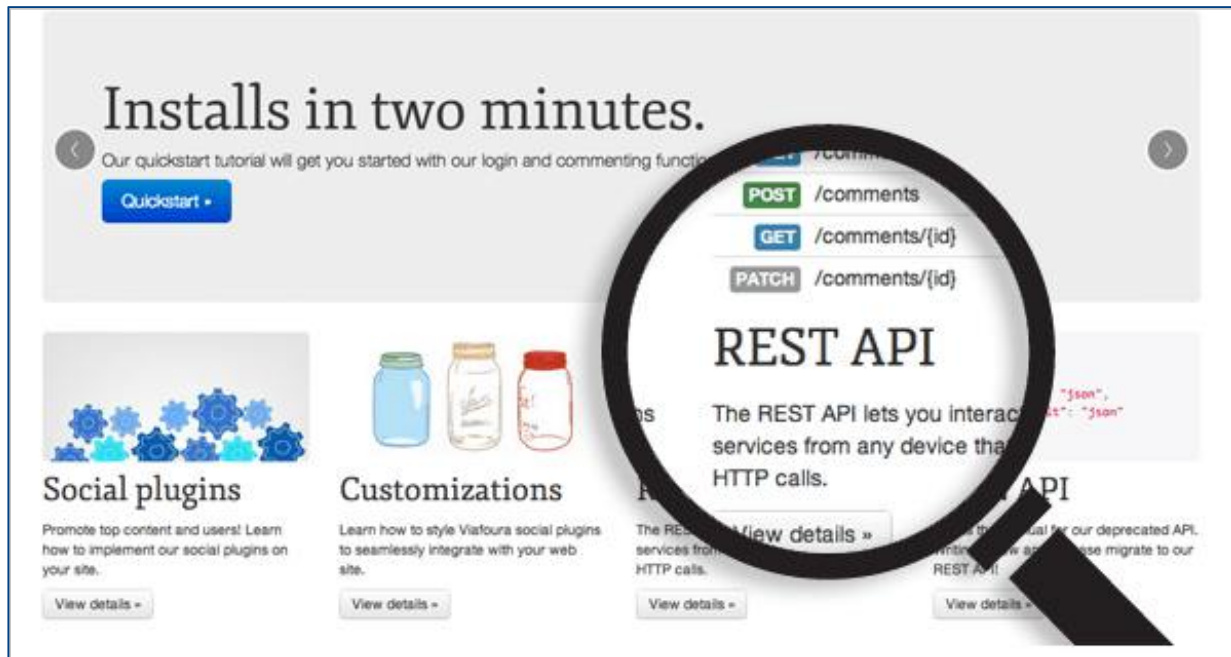 Installs in two minutes.
Our quickstart tutorial will get you started with our login and commenting
Quickstart »
POST /comments
GET /comments/{id}
PATCH /comments/{id}
REST API
The REST API lets you
services from any device
HTTP calls.
View details »
"json",
"json"
Social plugins
Promote top content and users! Learn
how to implement our social plugins on
your site.
View details »
Customizations
Learn how to style Viafoura social plugins
to seamlessly integrate with your web
site.
View details »
The
services
HTTP calls.
View details »
API
for our deprecated API.
migrate to our
REST API!
View details »